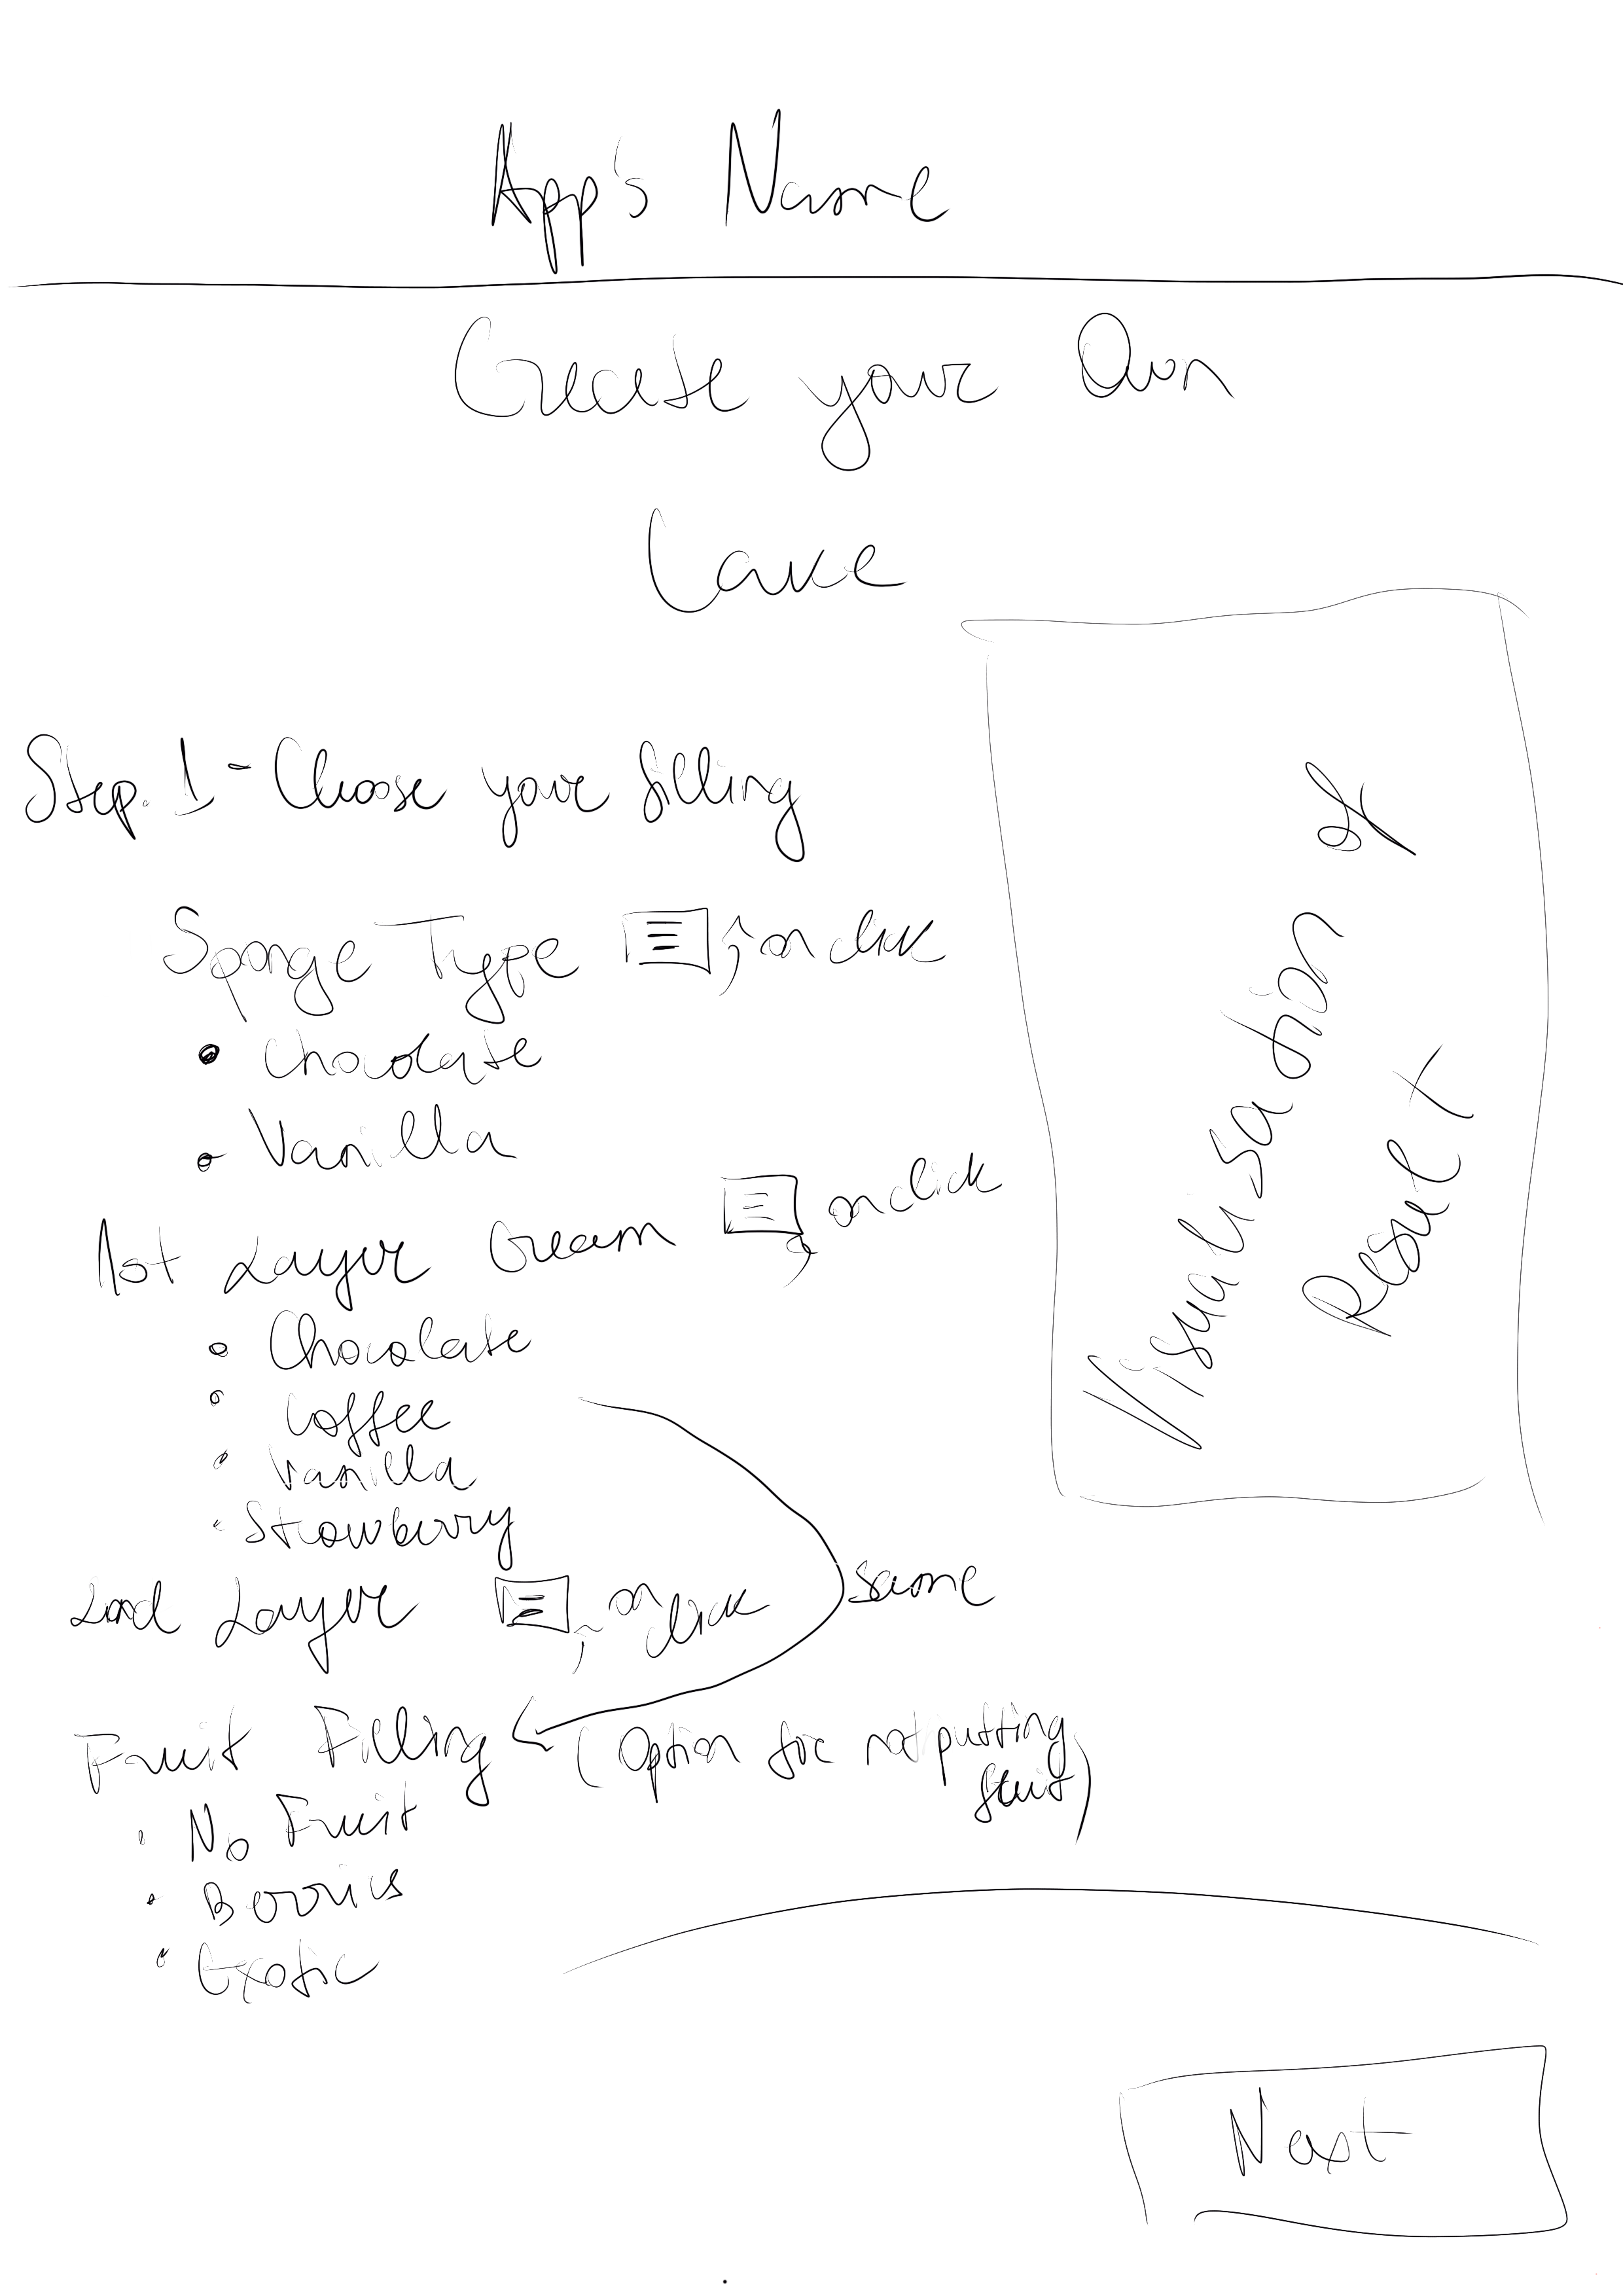 App's Name
Create your Own
Cake
Step. 1 - Choose your filling
Sponge Type ; on click
• Chocolate
• Vanilla
1st Layer Cream ; on click
• Chocolate
• Coffee
• Vanilla
• Strawberry
2nd Layer ; on click
same
Fruit Filling (Option for not putting
fruit)
• No Fruit
• Berries
• Exotic
Visualisation of
Result
Next